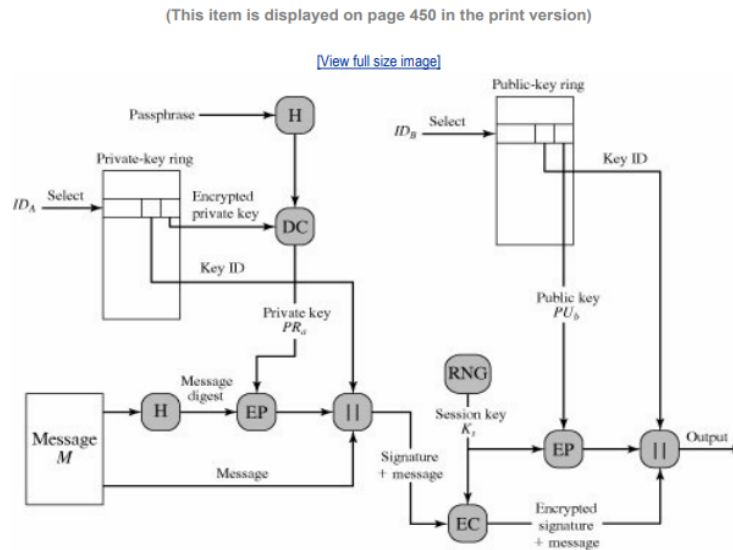 (This item is displayed on page 450 in the print version)
[View full size image]
Public-key ring
Passphrase
H
ID_B
Select
Key ID
Private-key ring
ID_A
Select
Encrypted
private key
DC
Key ID
Private key
PR_a
Public key
PU_b
RNG
Session key
K_s
Message
M
H
Message
digest
EP
||
Message
Signature
+ message
EP
||
Output
EC
Encrypted
signature
+ message